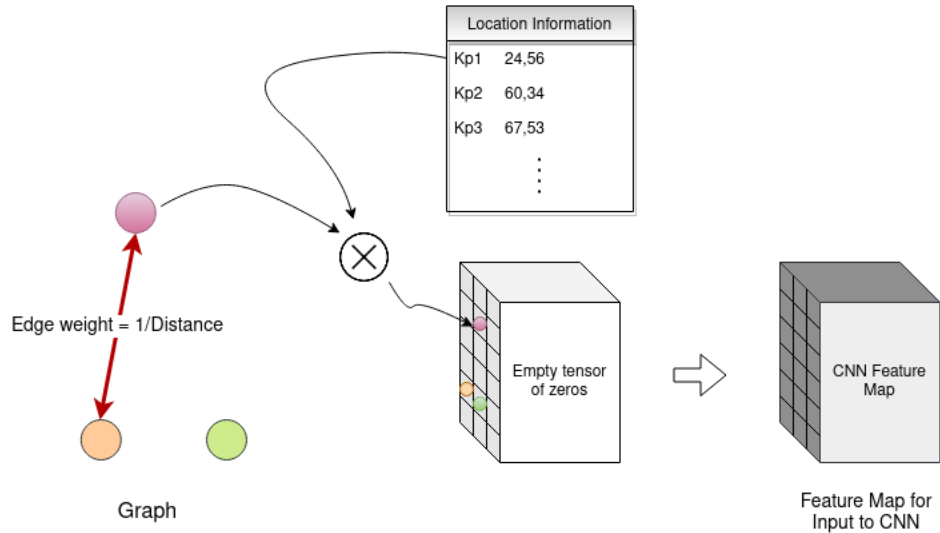 Location Information
Kp1 24,56
Kp2 60,34
Kp3 67,53
Edge weight = 1/Distance
Empty tensor
of zeros
CNN Feature
Map
Graph
Feature Map for
Input to CNN